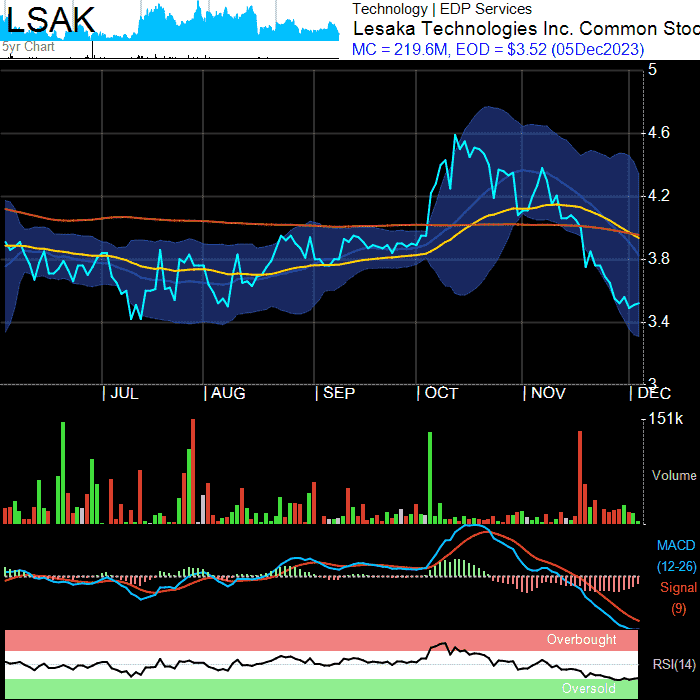 LSAK
5yr Chart
Technology | EDP Services
Lesaka Technologies Inc. Common Stoc
MC = 219.6M, EOD = $3.52 (05Dec2023)
5
4.6
4.2
3.8
3.4
3
| JUL | AUG | SEP | OCT | NOV | DEC
151k
Volume
MACD
(12-26)
Signal
(9)
Overbought
RSI(14)
Oversold